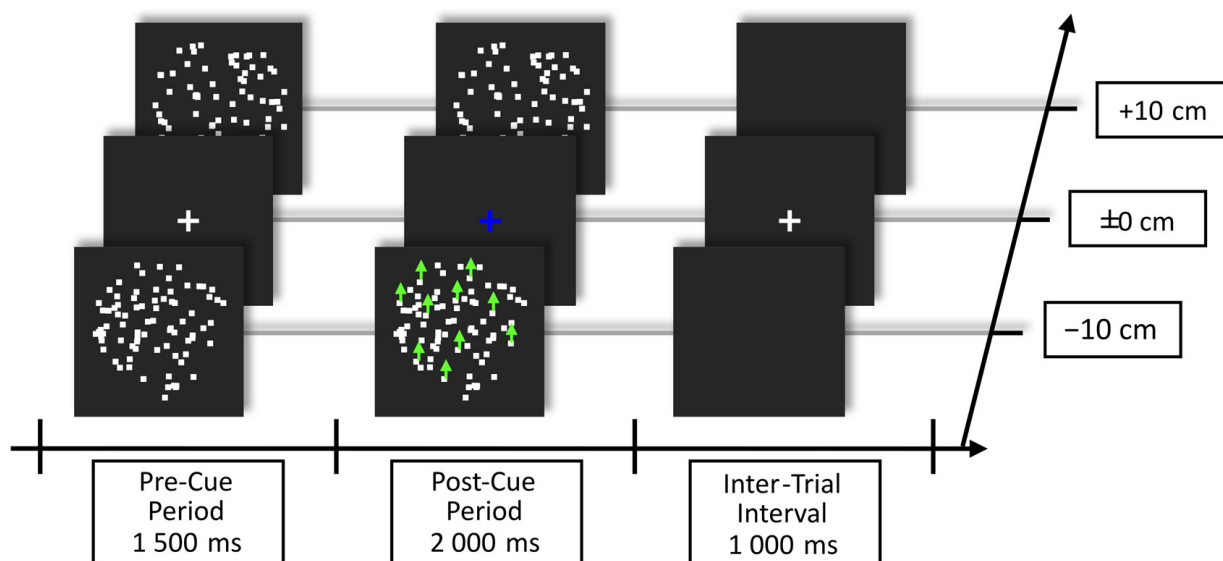 +10 cm
±0 cm
−10 cm
Pre-Cue
Period
1 500 ms
Post-Cue
Period
2 000 ms
Inter-Trial
Interval
1 000 ms